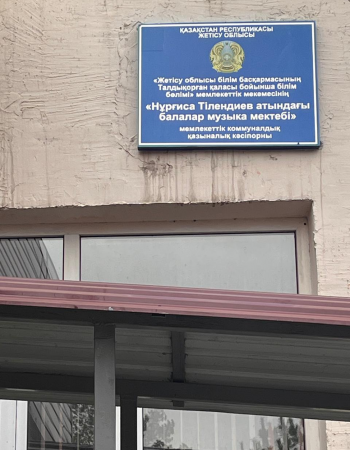 ҚАЗАҚСТАН РЕСПУБЛИКАСЫ
ЖЕТІСУ ОБЛЫСЫ
«Жетісу облысы білім басқармасының
Талдықорған қаласы бойынша білім
бөлімі» мемлекеттік мекемесінің
«Нұрғиса Тілендиев атындағы
балалар музыка мектебі»
мемлекеттік коммуналдық
қазыналық кәсіпорны